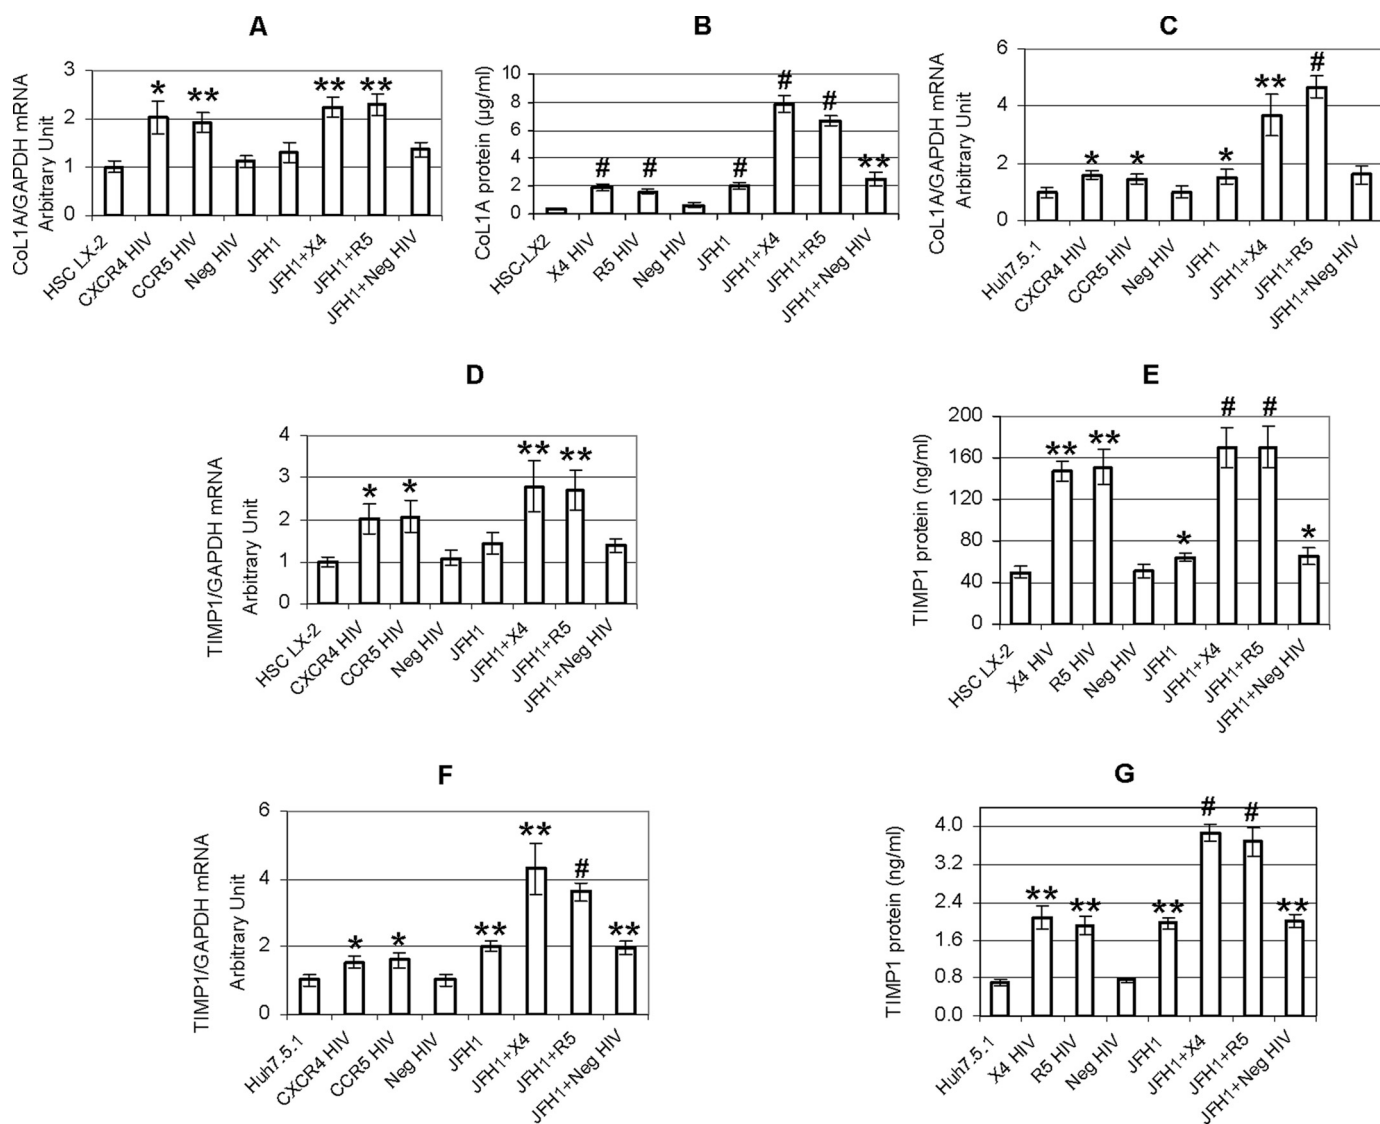 A
CoL1A/GAPDH mRNA
Arbitrary Unit
3
2
1
0
* ** ** **
HSC LX-2
CXCR4 HIV
CCR5 HIV
Neg HIV
JFH1
JFH1+X4
JFH1+R5
JFH1+Neg HIV
B
CoL1A protein (µg/ml)
10
8
6
4
2
0
# # # # # **
HSC-LX2
X4 HIV
R5 HIV
Neg HIV
JFH1
JFH1+X4
JFH1+R5
JFH1+Neg HIV
C
CoL1A/GAPDH mRNA
Arbitrary Unit
6
4
2
0
* * * ** #
Huh7.5.1
CXCR4 HIV
CCR5 HIV
Neg HIV
JFH1
JFH1+X4
JFH1+R5
JFH1+Neg HIV
D
TIMP1/GAPDH mRNA
Arbitrary Unit
4
3
2
1
0
* * ** **
HSC LX-2
CXCR4 HIV
CCR5 HIV
Neg HIV
JFH1
JFH1+X4
JFH1+R5
JFH1+Neg HIV
E
TIMP1 protein (ng/ml)
200
160
120
80
40
0
** ** * # # *
HSC LX-2
X4 HIV
R5 HIV
Neg HIV
JFH1
JFH1+X4
JFH1+R5
JFH1+Neg HIV
F
TIMP1/GAPDH mRNA
Arbitrary Unit
6
4
2
0
* * ** ** # **
Huh7.5.1
CXCR4 HIV
CCR5 HIV
Neg HIV
JFH1
JFH1+X4
JFH1+R5
JFH1+Neg HIV
G
TIMP1 protein (ng/ml)
4.0
3.2
2.4
1.6
0.8
0.0
** ** ** # # **
Huh7.5.1
X4 HIV
R5 HIV
Neg HIV
JFH1
JFH1+X4
JFH1+R5
JFH1+Neg HIV